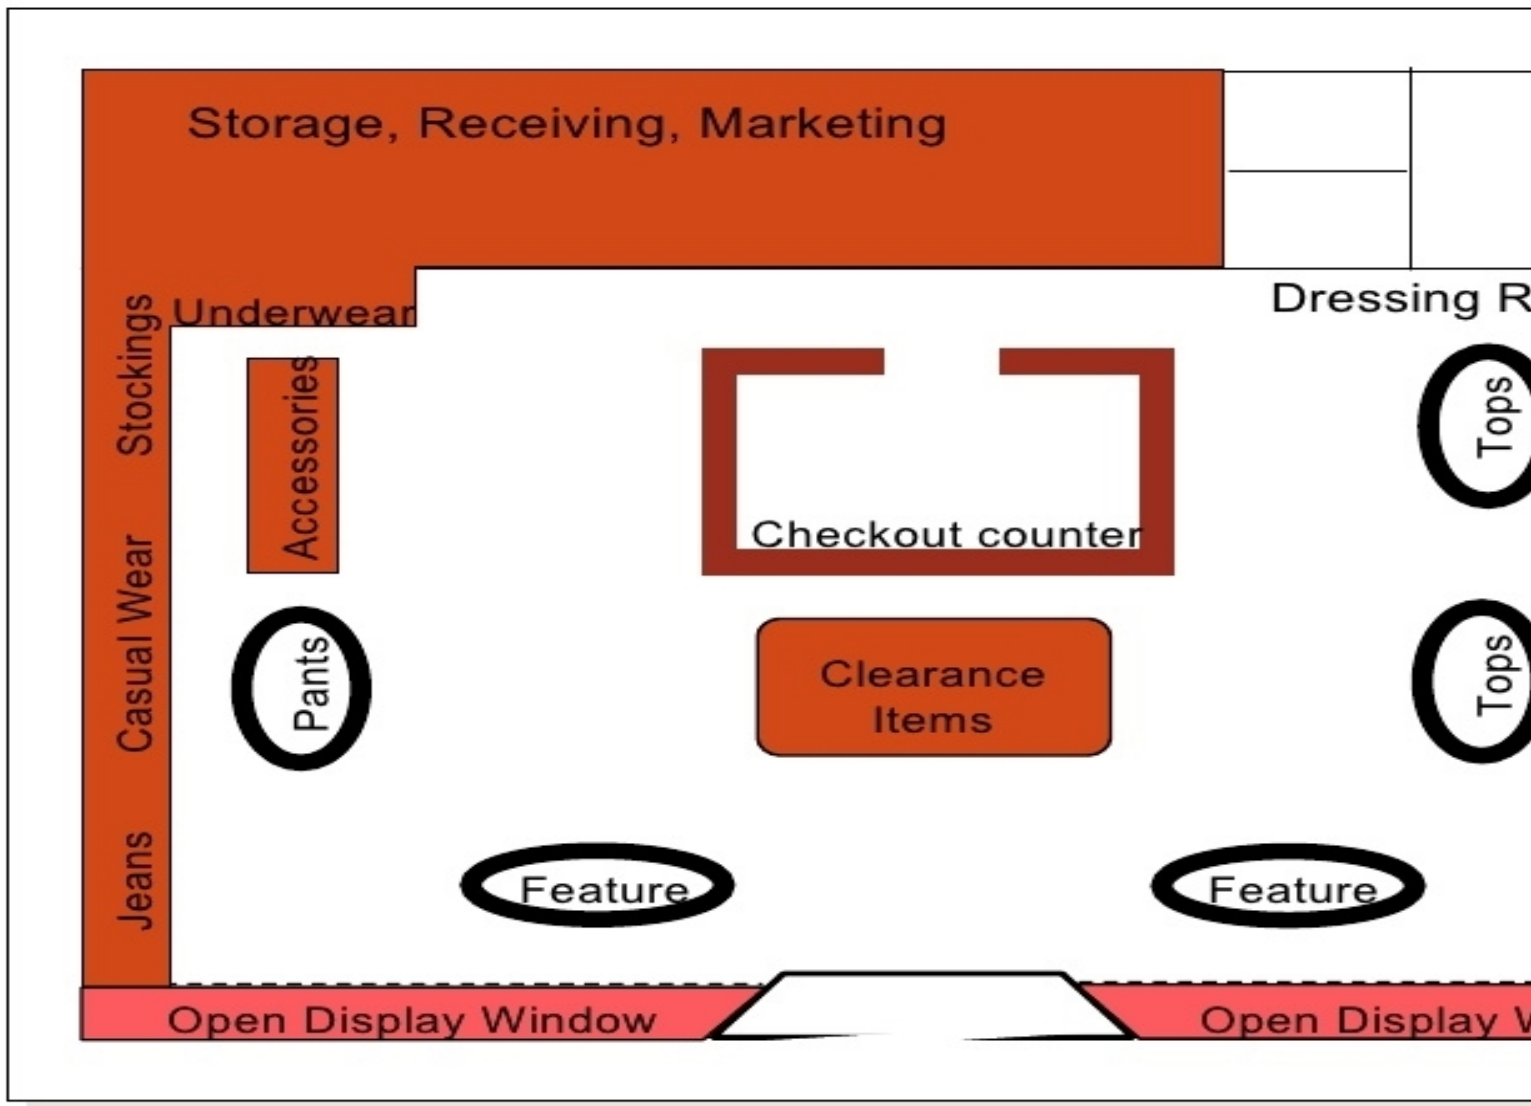 Storage, Receiving, Marketing
Underwear
Dressing R
Stockings
Accessories
Tops
Checkout counter
Casual Wear
Pants
Clearance
Items
Tops
Jeans
Feature
Feature
Open Display Window
Open Display